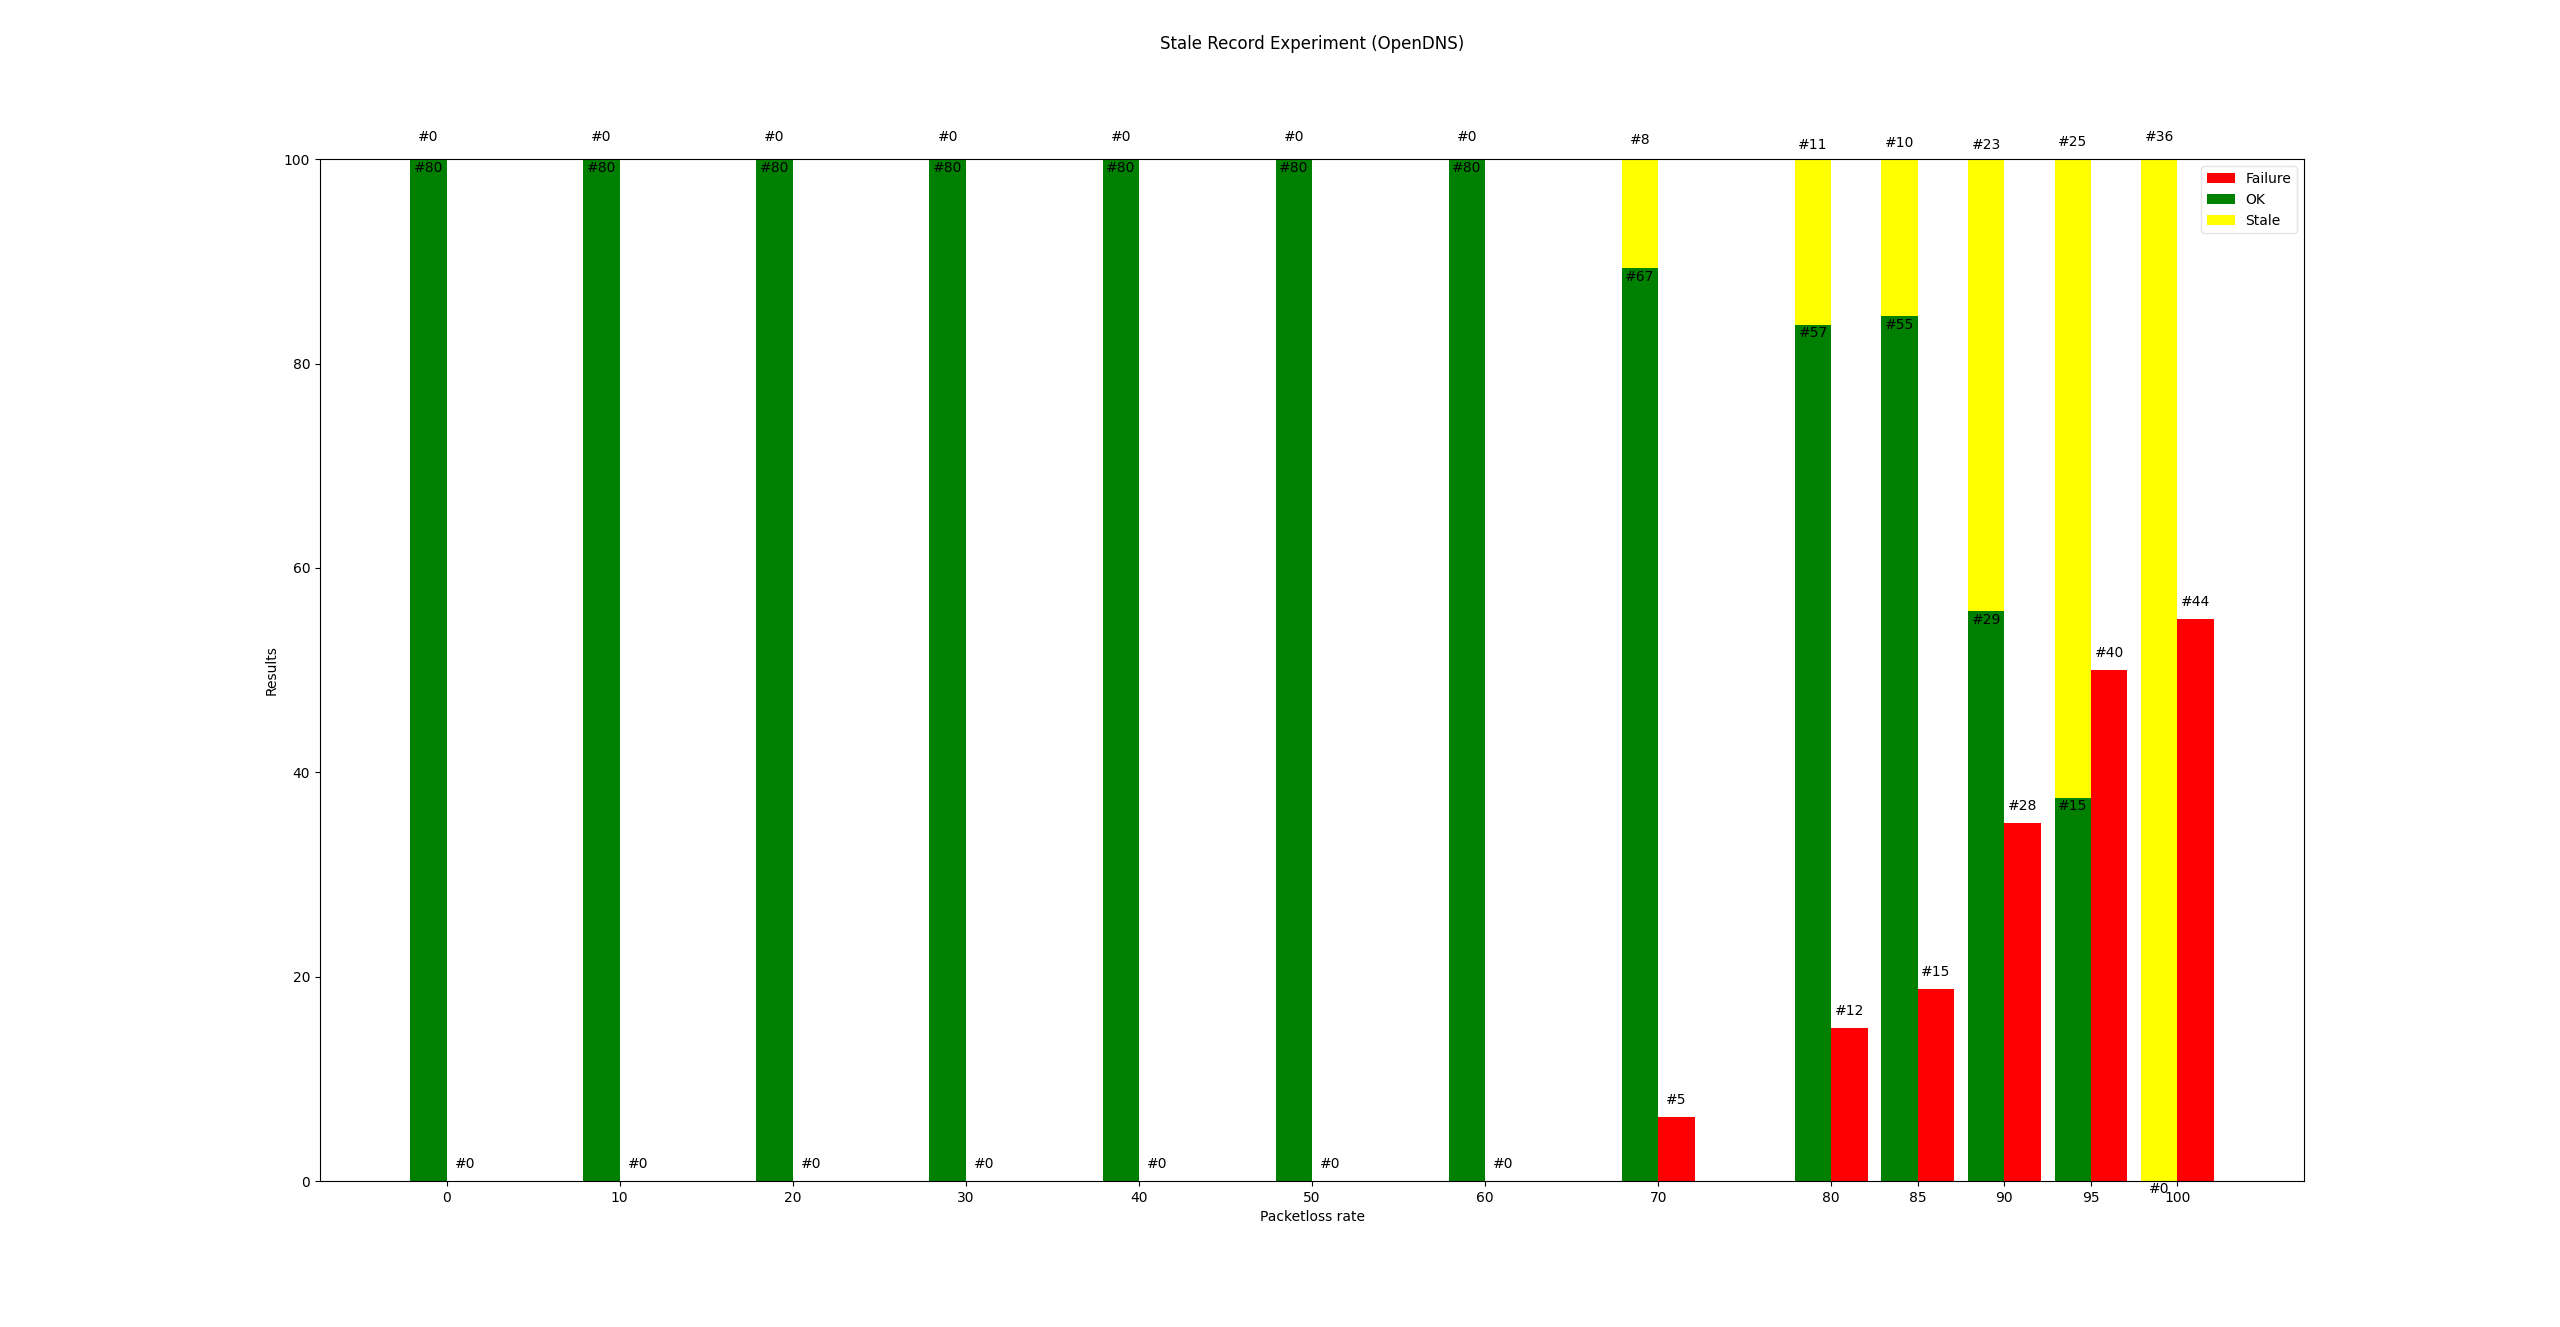 Stale Record Experiment (OpenDNS)
#0 #0 #0 #0 #0 #0 #0 #8 #11 #10 #23 #25 #36
100 #80 #80 #80 #80 #80 #80 #80
Failure
OK
Stale
#67
#57 #55
80
60
#44
#29
Results
#40
40
#28 #15
20
#15
#12
#5
#0 #0 #0 #0 #0 #0 #0
0
#0
0 10 20 30 40 50 60 70 80 85 90 95 100
Packetloss rate